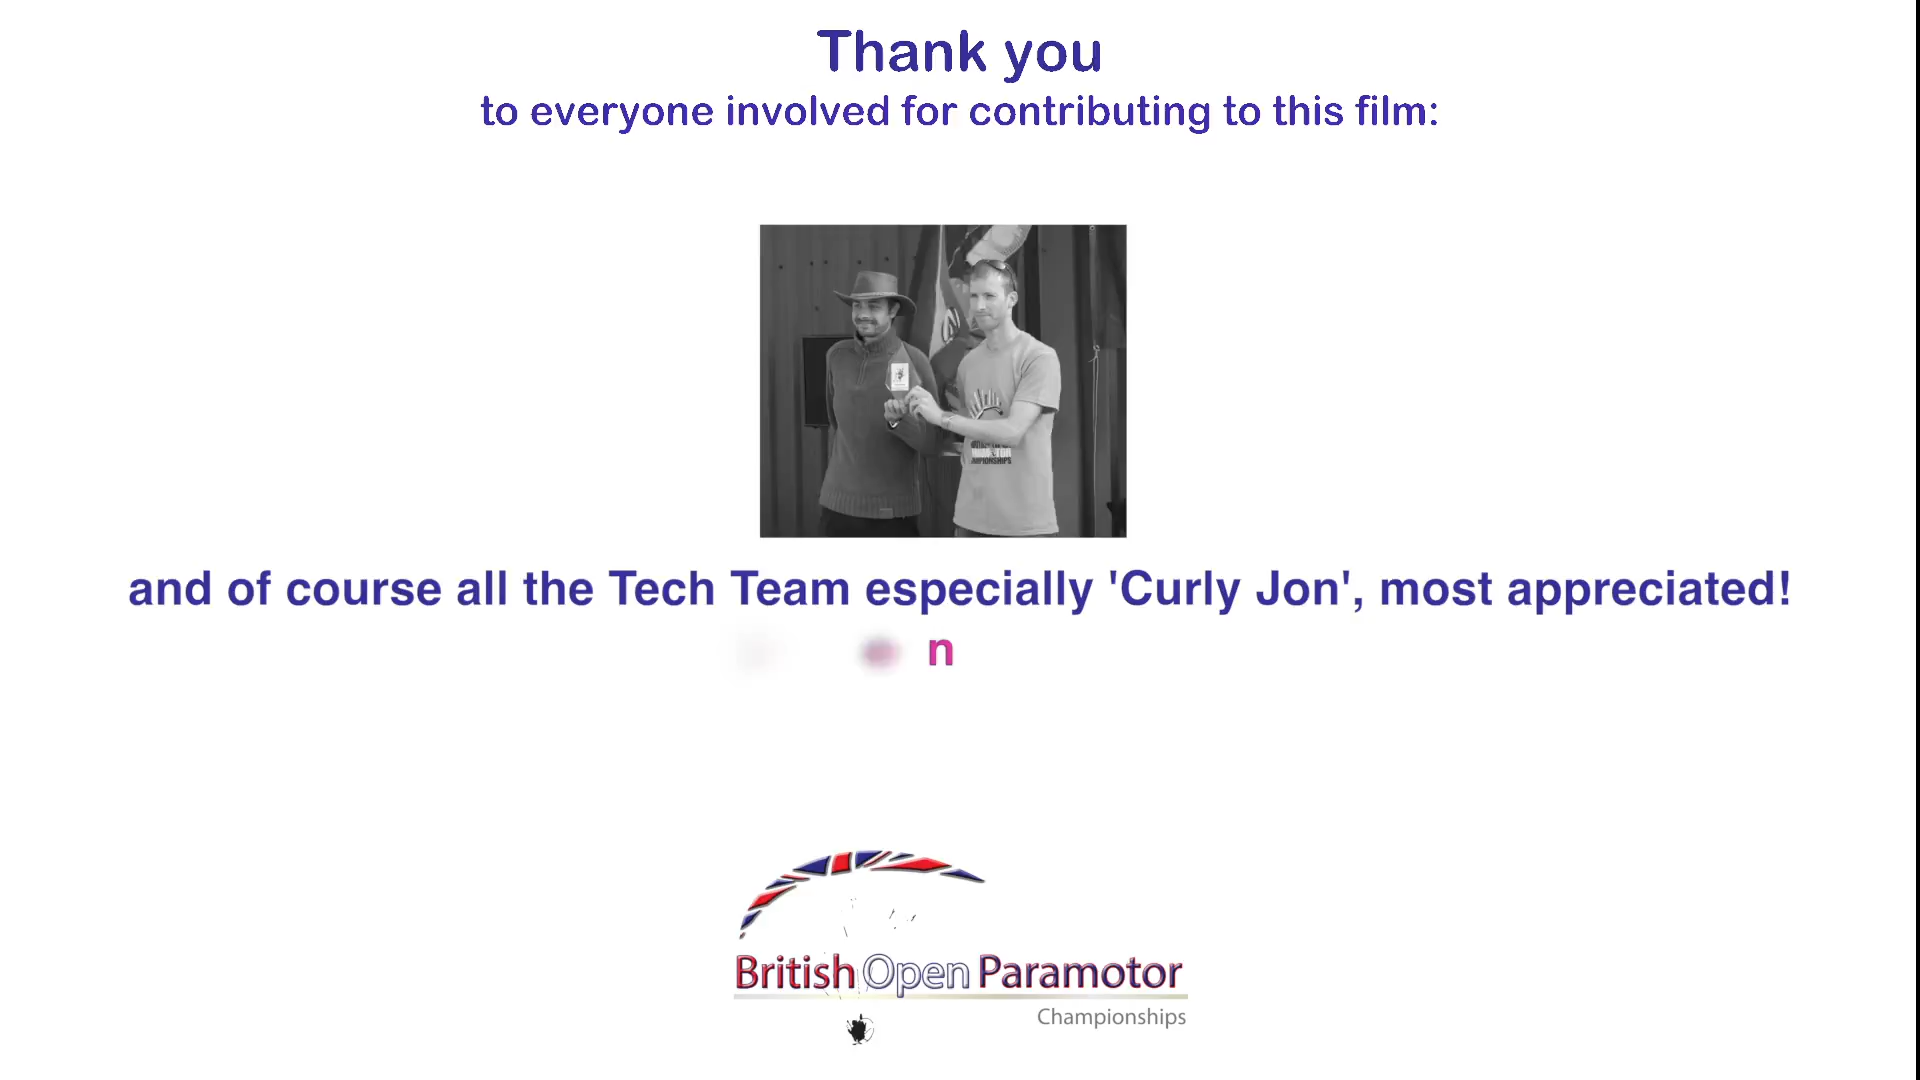 Thank you
to everyone involved for contributing to this film:
and of course all the Tech Team especially 'Curly Jon', most appreciated!
n
British Open Paramotor
Championships